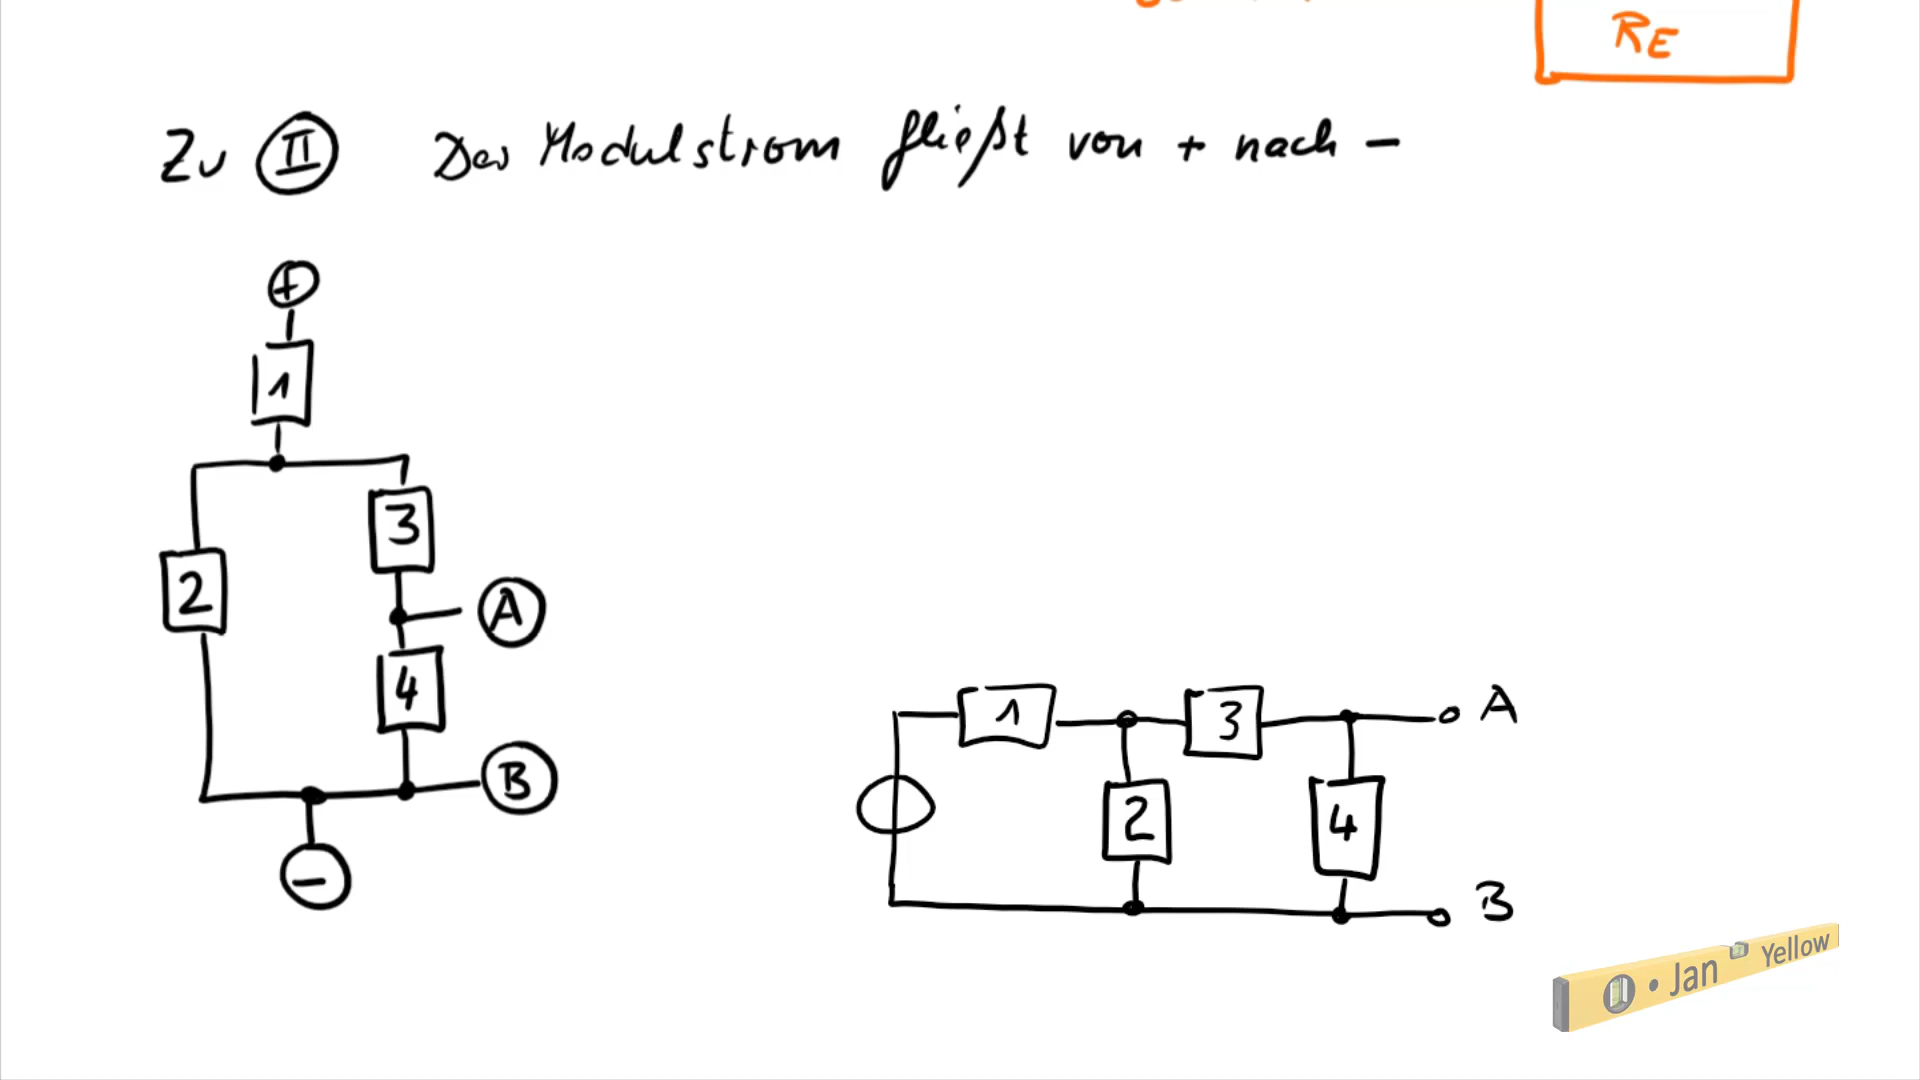 RE
Zu II Der Modulstrom fließt von + nach -
+
1
3
2
A
4
B
-
1
3
A
2
4
B
Jan Yellow